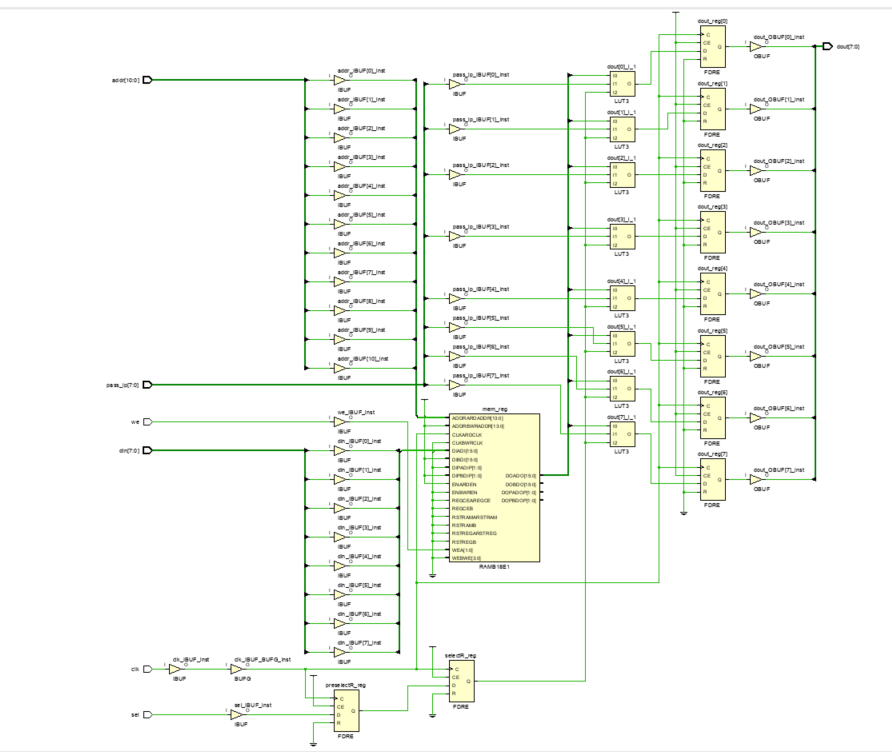 addr[10:0]
addr_IBUF[0]_inst
I
O
IBUF
addr_IBUF[1]_inst
I
O
IBUF
addr_IBUF[2]_inst
I
O
IBUF
addr_IBUF[3]_inst
I
O
IBUF
addr_IBUF[4]_inst
I
O
IBUF
addr_IBUF[5]_inst
I
O
IBUF
addr_IBUF[6]_inst
I
O
IBUF
addr_IBUF[7]_inst
I
O
IBUF
addr_IBUF[8]_inst
I
O
IBUF
addr_IBUF[9]_inst
I
O
IBUF
addr_IBUF[10]_inst
I
O
IBUF
pass_ip[7:0]
pass_ip_IBUF[0]_inst
I
O
IBUF
pass_ip_IBUF[1]_inst
I
O
IBUF
pass_ip_IBUF[2]_inst
I
O
IBUF
pass_ip_IBUF[3]_inst
I
O
IBUF
pass_ip_IBUF[4]_inst
I
O
IBUF
pass_ip_IBUF[5]_inst
I
O
IBUF
pass_ip_IBUF[6]_inst
I
O
IBUF
pass_ip_IBUF[7]_inst
I
O
IBUF
we
we_IBUF_inst
I
O
IBUF
din[7:0]
din_IBUF[0]_inst
I
O
IBUF
din_IBUF[1]_inst
I
O
IBUF
din_IBUF[2]_inst
I
O
IBUF
din_IBUF[3]_inst
I
O
IBUF
din_IBUF[4]_inst
I
O
IBUF
din_IBUF[5]_inst
I
O
IBUF
din_IBUF[6]_inst
I
O
IBUF
din_IBUF[7]_inst
I
O
IBUF
clk
clk_IBUF_inst
I
O
IBUF
clk_IBUF_BUFG_inst
I
O
BUFG
sel
sel_IBUF_inst
I
O
IBUF
preselectR_reg
C
CE
D
R
Q
FDRE
selectR_reg
C
CE
D
R
Q
FDRE
mem_reg
ADDRARDADDR[13:0]
ADDRBWRADDR[13:0]
CLKARDCLK
CLKBWRCLK
DIADI[15:0]
DIBDI[15:0]
DIPADIP[1:0]
DIPBDIP[1:0]
ENARDEN
ENBWREN
REGCEAREGCE
REGCEB
RSTRAMARSTRAM
RSTRAMB
RSTREGARSTREG
RSTREGB
WEA[1:0]
WEBWE[3:0]
DOADO[15:0]
DOBDO[15:0]
DOPADOP[1:0]
DOPBDOP[1:0]
RAMB18E1
dout[0]_i_1
I0
I1
I2
O
LUT3
dout[1]_i_1
I0
I1
I2
O
LUT3
dout[2]_i_1
I0
I1
I2
O
LUT3
dout[3]_i_1
I0
I1
I2
O
LUT3
dout[4]_i_1
I0
I1
I2
O
LUT3
dout[5]_i_1
I0
I1
I2
O
LUT3
dout[6]_i_1
I0
I1
I2
O
LUT3
dout[7]_i_1
I0
I1
I2
O
LUT3
dout_reg[0]
C
CE
D
R
Q
FDRE
dout_reg[1]
C
CE
D
R
Q
FDRE
dout_reg[2]
C
CE
D
R
Q
FDRE
dout_reg[3]
C
CE
D
R
Q
FDRE
dout_reg[4]
C
CE
D
R
Q
FDRE
dout_reg[5]
C
CE
D
R
Q
FDRE
dout_reg[6]
C
CE
D
R
Q
FDRE
dout_reg[7]
C
CE
D
R
Q
FDRE
dout_OBUF[0]_inst
I
O
OBUF
dout_OBUF[1]_inst
I
O
OBUF
dout_OBUF[2]_inst
I
O
OBUF
dout_OBUF[3]_inst
I
O
OBUF
dout_OBUF[4]_inst
I
O
OBUF
dout_OBUF[5]_inst
I
O
OBUF
dout_OBUF[6]_inst
I
O
OBUF
dout_OBUF[7]_inst
I
O
OBUF
dout[7:0]